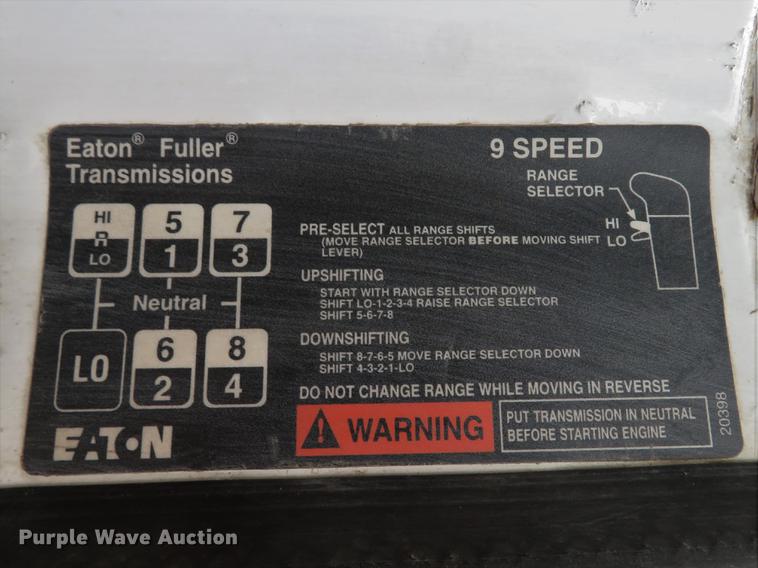 Eaton® Fuller®
Transmissions
9 SPEED
RANGE
SELECTOR
HI
LO
HI
R
LO
5
1
7
3
Neutral
LO
6
2
8
4
PRE-SELECT ALL RANGE SHIFTS
(MOVE RANGE SELECTOR BEFORE MOVING SHIFT
LEVER)
UPSHIFTING
START WITH RANGE SELECTOR DOWN
SHIFT LO-1-2-3-4 RAISE RANGE SELECTOR
SHIFT 5-6-7-8
DOWNSHIFTING
SHIFT 8-7-6-5 MOVE RANGE SELECTOR DOWN
SHIFT 4-3-2-1-LO
DO NOT CHANGE RANGE WHILE MOVING IN REVERSE
WARNING
PUT TRANSMISSION IN NEUTRAL
BEFORE STARTING ENGINE
20398
EATON
Purple Wave Auction